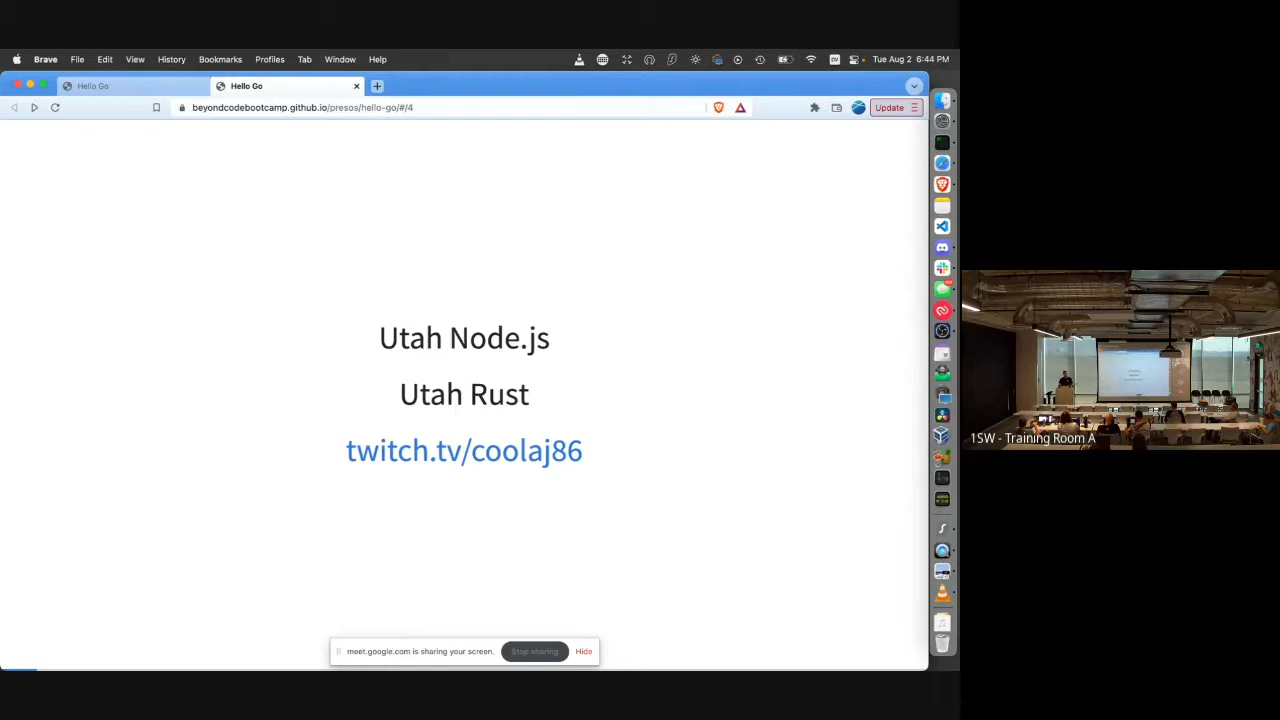 Brave File Edit View History Bookmarks Profiles Tab Window Help
Tue Aug 2 6:44 PM
Hello Go
Hello Go
beyondcodebootcamp.github.io/presos/hello-go/#/4
Update
Utah Node.js
Utah Rust
twitch.tv/coolaj86
1SW - Training Room A
meet.google.com is sharing your screen.
Stop sharing
Hide